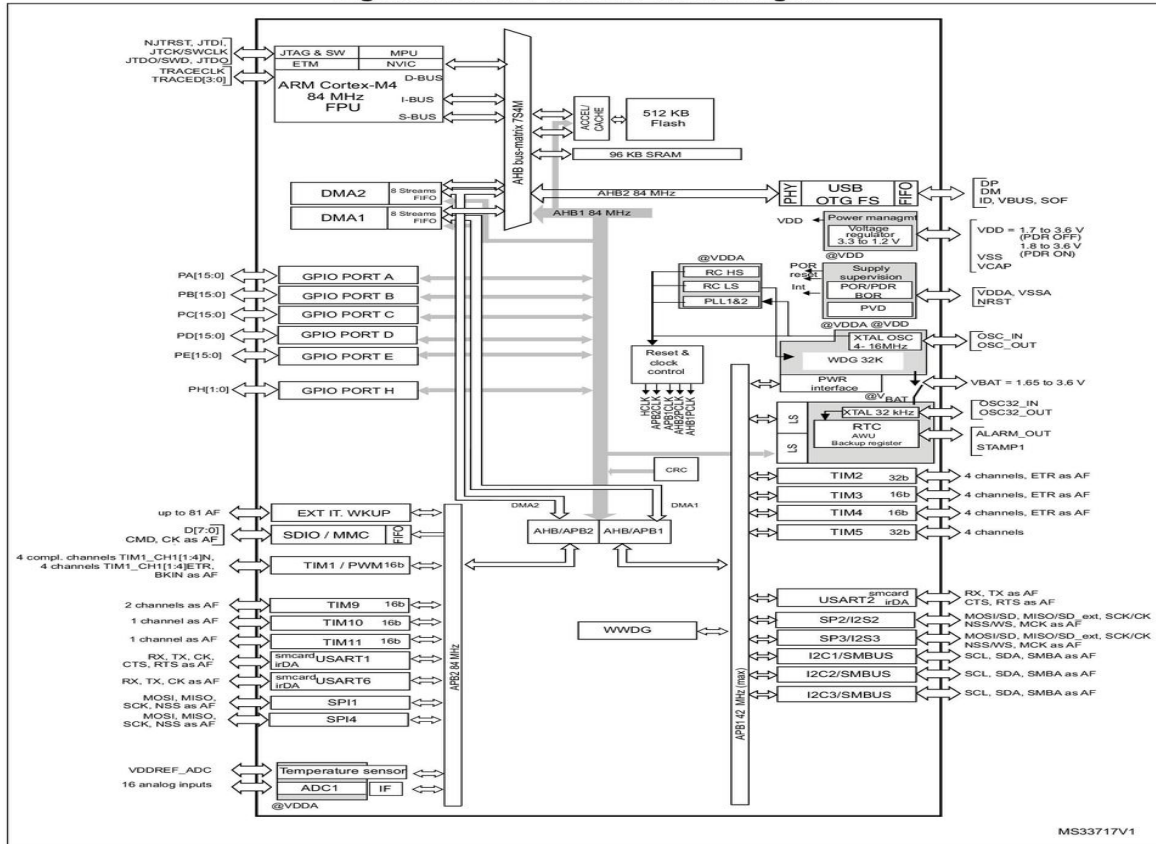 NJTRST, JTDI,
JTCK/SWCLK
JTDO/SWD, JTDO
TRACECLK
TRACED[3:0]
JTAG & SW
MPU
ETM
NVIC
ARM Cortex-M4
84 MHz
FPU
D-BUS
I-BUS
S-BUS
AHB bus-matrix 7S4M
ACCEL/
CACHE
512 KB
Flash
96 KB SRAM
DMA2
8 Streams
FIFO
DMA1
8 Streams
FIFO
AHB2 84 MHz
AHB1 84 MHz
PHY
USB
OTG FS
FIFO
DP
DM
ID, VBUS, SOF
VDD
Power managmt
Voltage
regulator
3.3 to 1.2 V
@VDD
VDD = 1.7 to 3.6 V
(PDR OFF)
1.8 to 3.6 V
(PDR ON)
VSS
VCAP
@VDDA
RC HS
RC LS
PLL1&2
POR
reset
Int
Supply
supervision
POR/PDR
BOR
PVD
VDDA, VSSA
NRST
@VDDA @VDD
XTAL OSC
4- 16MHz
WDG 32K
OSC_IN
OSC_OUT
PWR
interface
VBAT = 1.65 to 3.6 V
@VBAT
LS
LS
XTAL 32 kHz
RTC
AWU
Backup register
OSC32_IN
OSC32_OUT
ALARM_OUT
STAMP1
PA[15:0]
GPIO PORT A
PB[15:0]
GPIO PORT B
PC[15:0]
GPIO PORT C
PD[15:0]
GPIO PORT D
PE[15:0]
GPIO PORT E
PH[1:0]
GPIO PORT H
Reset &
clock
control
HCLK
APB2CLK
APB1CLK
AHB2PCLK
AHB1PCLK
CRC
DMA2
DMA1
AHB/APB2
AHB/APB1
TIM2 32b
4 channels, ETR as AF
TIM3 16b
4 channels, ETR as AF
TIM4 16b
4 channels, ETR as AF
TIM5 32b
4 channels
up to 81 AF
EXT IT. WKUP
D[7:0]
CMD, CK as AF
SDIO / MMC
FIFO
4 compl. channels TIM1_CH1[1:4]N,
4 channels TIM1_CH1[1:4]ETR,
BKIN as AF
TIM1 / PWM 16b
2 channels as AF
TIM9 16b
1 channel as AF
TIM10 16b
1 channel as AF
TIM11 16b
RX, TX, CK,
CTS, RTS as AF
smcard
irDA
USART1
RX, TX, CK as AF
smcard
irDA
USART6
MOSI, MISO,
SCK, NSS as AF
SPI1
MOSI, MISO,
SCK, NSS as AF
SPI4
APB2 84 MHz
VDDREF_ADC
Temperature sensor
16 analog inputs
ADC1
IF
@VDDA
WWDG
APB1 42 MHz (max)
USART2
smcard
irDA
RX, TX as AF
CTS, RTS as AF
SP2/I2S2
MOSI/SD, MISO/SD_ext, SCK/CK
NSS/WS, MCK as AF
SP3/I2S3
MOSI/SD, MISO/SD_ext, SCK/CK
NSS/WS, MCK as AF
I2C1/SMBUS
SCL, SDA, SMBA as AF
I2C2/SMBUS
SCL, SDA, SMBA as AF
I2C3/SMBUS
SCL, SDA, SMBA as AF
MS33717V1